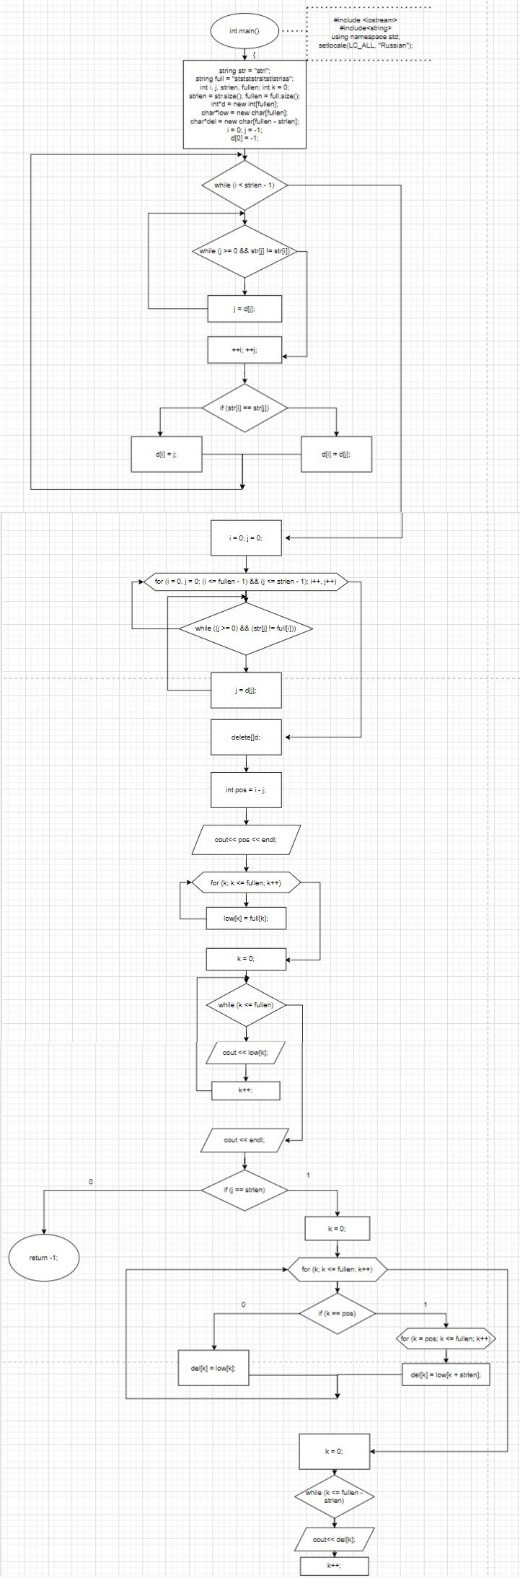 int main()
#include <iostream>
#include<string>
using namespace std;
setlocale(LC_ALL, "Russian");
{
string str = "strl";
int i, j, strlen, fullen; int k = 0;
strlen = str.size(); fullen = full.size();
int*d = new int[fullen];
char*low = new char[fullen];
char*del = new char[fullen - strlen];
i = 0; j = -1;
d[0] = -1;
while (i < strlen - 1)
while (j >= 0 && str[j] != str[i])
j = d[j];
++i; ++j;
if (str[i] == str[j])
d[i] = j;
d[i] = d[j];
i = 0; j = 0;
for (i = 0, j = 0; (i <= fullen - 1) && (j <= strlen - 1); i++, j++)
while ((j >= 0) && (str[j] != full[i]))
j = d[j];
delete[]d;
int pos = i - j;
cout<< pos << endl;
for (k; k <= fullen; k++)
low[k] = full[k];
k = 0;
while (k <= fullen)
cout << low[k];
k++;
cout << endl;
0
1
if (j == strlen)
k = 0;
return -1;
for (k; k <= fullen; k++)
0
1
if (k == pos)
for (k = pos; k <= fullen; k++)
del[k] = low[k];
del[k] = low[k + strlen];
k = 0;
while (k <= fullen -
strlen)
cout<< del[k];
k++;